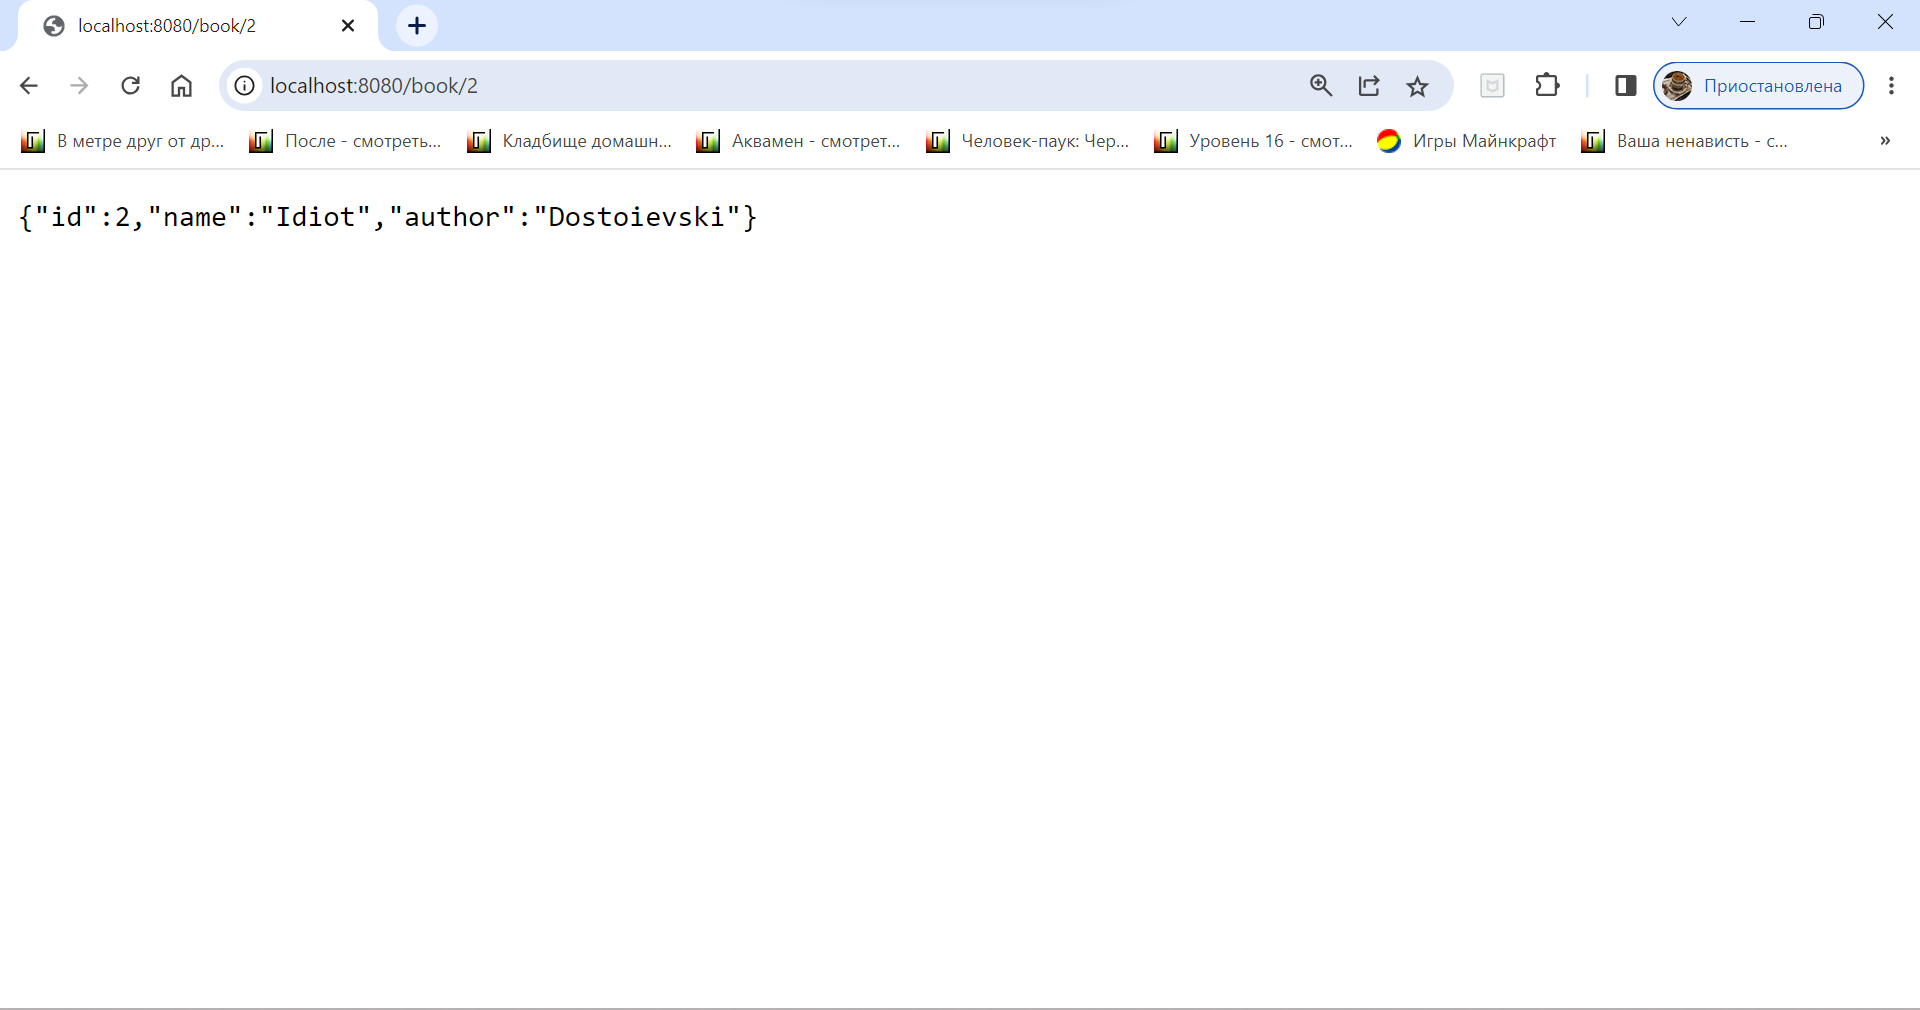 localhost:8080/book/2
localhost:8080/book/2
Приостановлена
В метре друг от др...
После - смотреть...
Кладбище домашн...
Аквамен - смотрет...
Человек-паук: Чер...
Уровень 16 - смот...
Игры Майнкрафт
Ваша ненависть - с...
»
{"id":2,"name":"Idiot","author":"Dostoievski"}